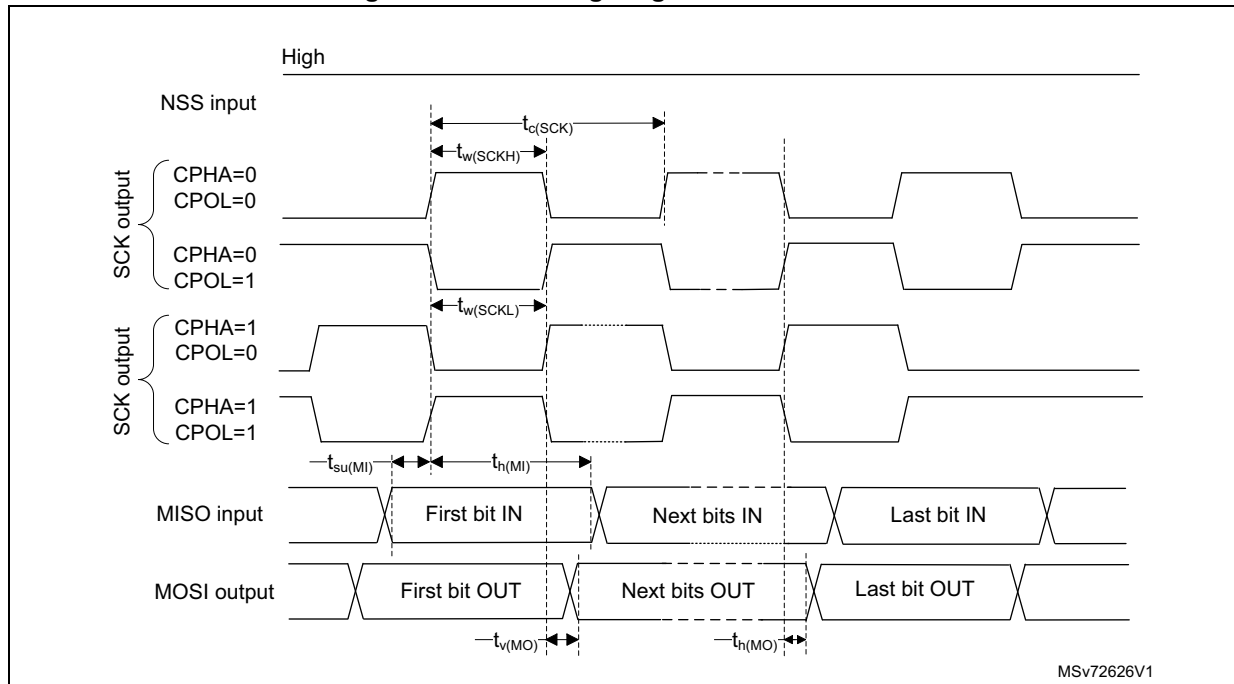 High
NSS input
tc(SCK)
tw(SCKH)
SCK output
CPHA=0
CPOL=0
CPHA=0
CPOL=1
tw(SCKL)
SCK output
CPHA=1
CPOL=0
CPHA=1
CPOL=1
tsu(MI)
th(MI)
MISO input
First bit IN
Next bits IN
Last bit IN
MOSI output
First bit OUT
Next bits OUT
Last bit OUT
tv(MO)
th(MO)
MSv72626V1